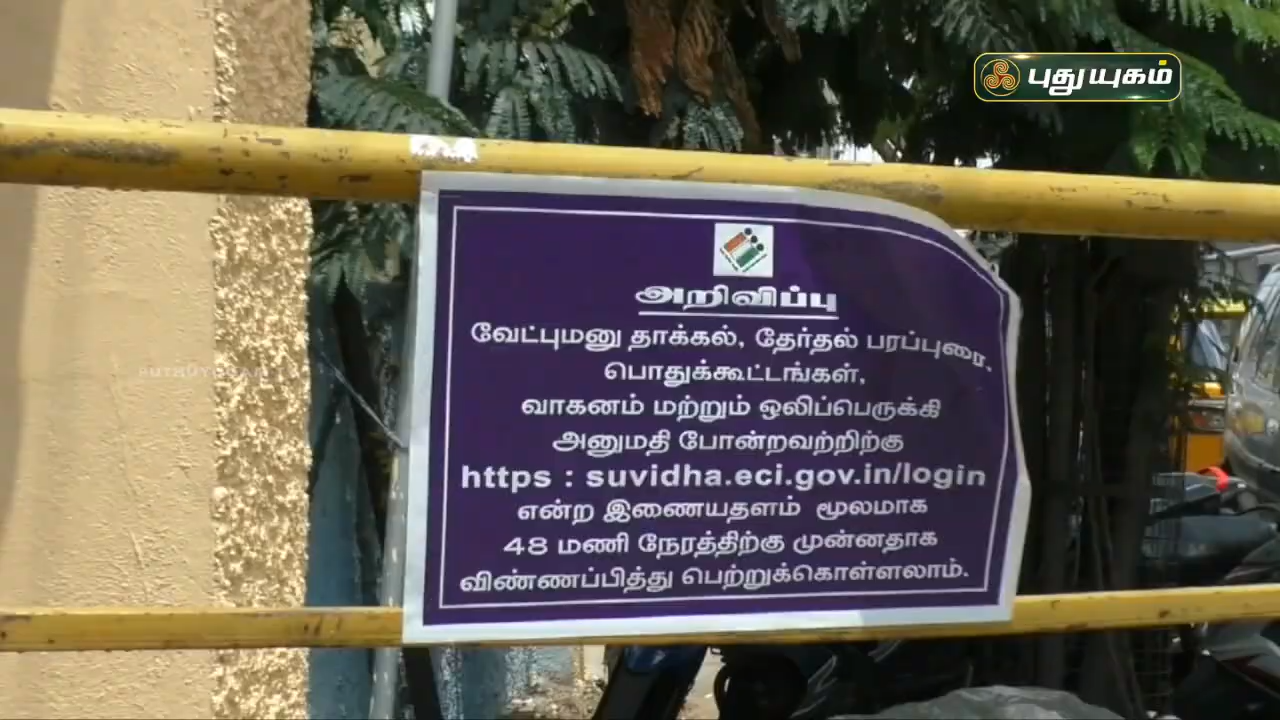 புதுயுகம்
அறிவிப்பு
வேட்புமனு தாக்கல், தேர்தல் பரப்புரை,
பொதுக்கூட்டங்கள்,
வாகனம் மற்றும் ஒலிப்பெருக்கி
அனுமதி போன்றவற்றிற்கு
https : suvidha.eci.gov.in/login
என்ற இணையதளம் மூலமாக
48 மணி நேரத்திற்கு முன்னதாக
விண்ணப்பித்து பெற்றுக்கொள்ளலாம்.
PUTHUYUGAM